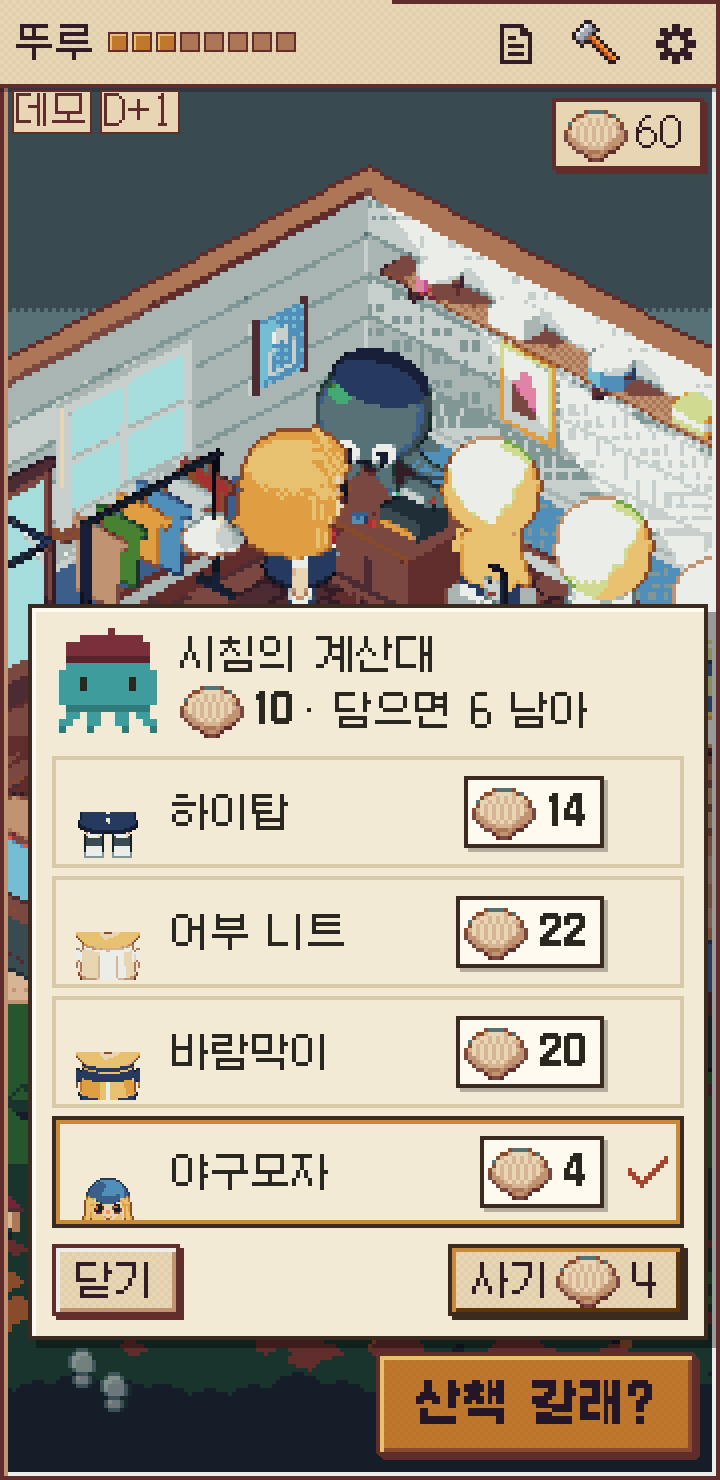 뚜루
데모 D+1
60
시침의 계산대
10 · 담으면 6 남아
하이탑 14
어부 니트 22
바람막이 20
야구모자 4
닫기
사기 4
산책 갈래?